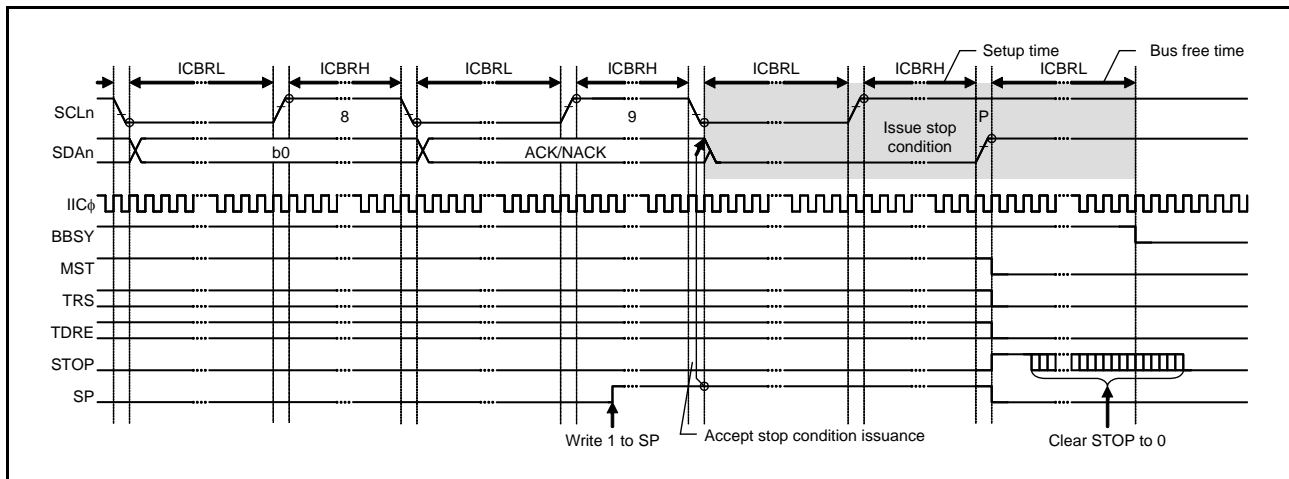 Setup time
Bus free time
ICBRL ICBRH ICBRL ICBRH ICBRL ICBRH ICBRL
SCLn
8 9 P
Issue stop
condition
SDAn
b0 ACK/NACK
IICϕ
BBSY
MST
TRS
TDRE
STOP
SP
Write 1 to SP
Accept stop condition issuance
Clear STOP to 0